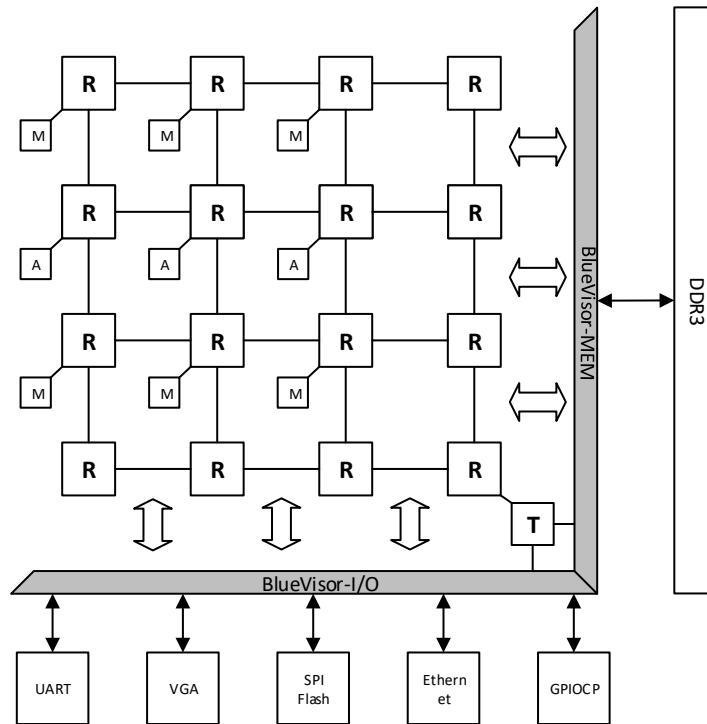 R R R R
M M M
R R R R
A A A
R R R R
M M M
R R R R
T
BlueVisor-MEM
DDR3
BlueVisor-I/O
UART
VGA
SPI
Flash
Ethern
et
GPIOCP